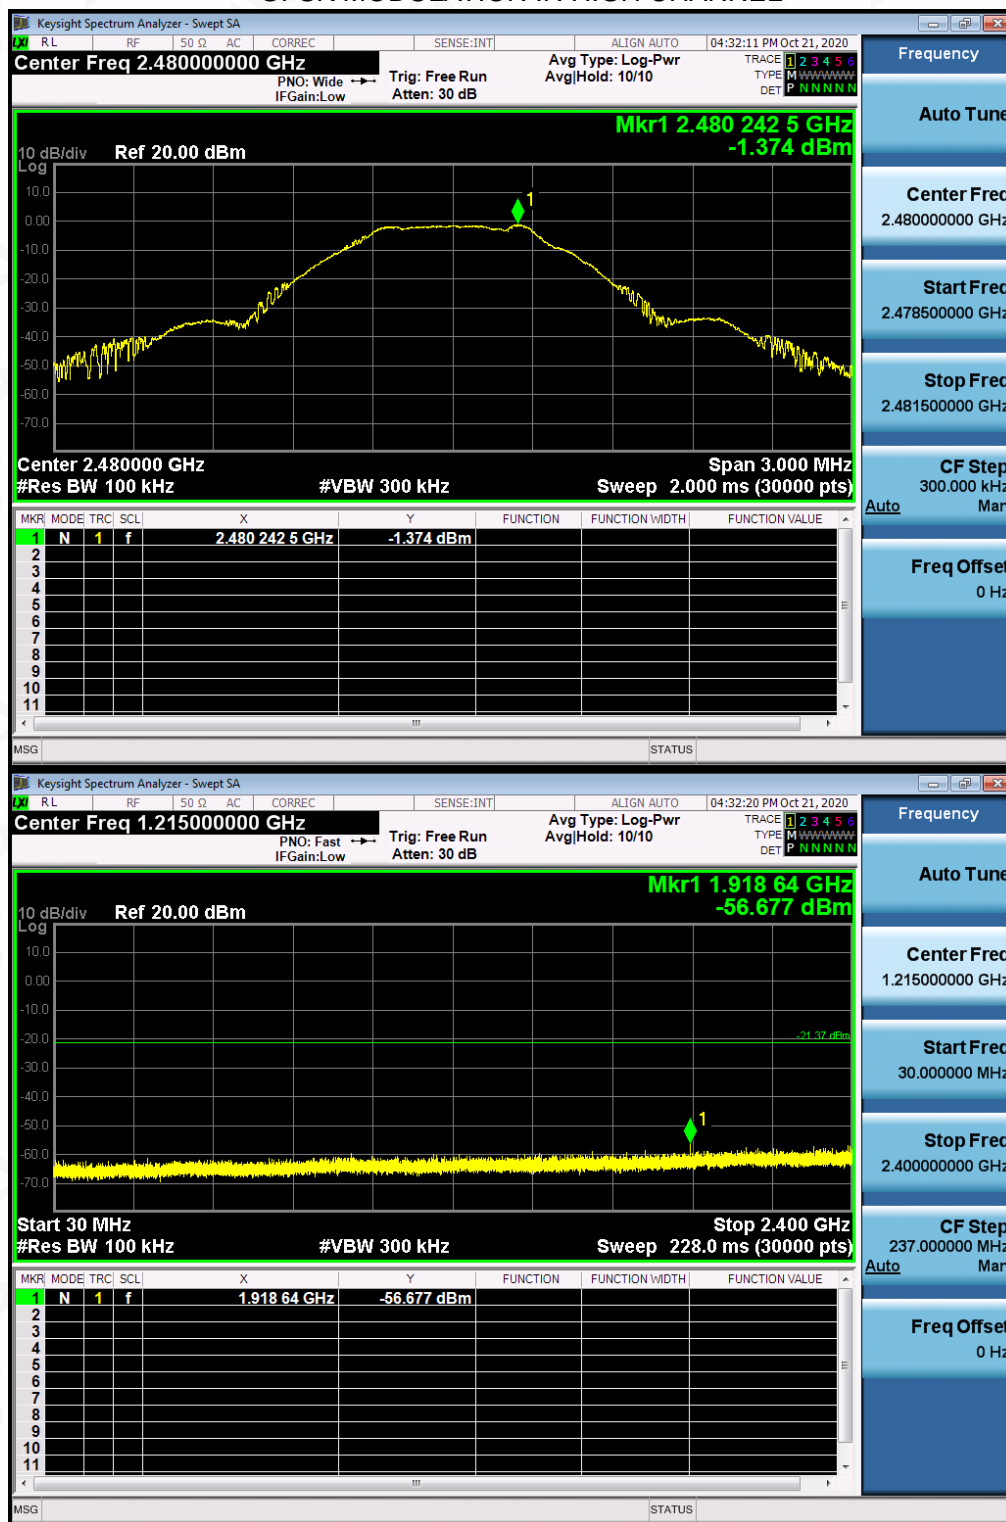 Keysight Spectrum Analyzer - Swept SA
LXI RL RF 50 Ω AC CORREC SENSE:INT ALIGN AUTO 04:32:11 PM Oct 21, 2020
Center Freq 2.480000000 GHz
PNO: Wide
IFGain:Low
Trig: Free Run
Atten: 30 dB
Avg Type: Log-Pwr
Avg|Hold: 10/10
TRACE 1 2 3 4 5 6
TYPE M WWWWW
DET P N N N N N
Frequency
Auto Tune
Mkr1 2.480 242 5 GHz
-1.374 dBm
10 dB/div Ref 20.00 dBm
Log
10.0
0.00
-10.0
-20.0
-30.0
-40.0
-50.0
-60.0
-70.0
1
Center Freq
2.480000000 GHz
Start Freq
2.478500000 GHz
Stop Freq
2.481500000 GHz
CF Step
300.000 kHz
Auto Man
Freq Offset
0 Hz
Center 2.480000 GHz Span 3.000 MHz
#Res BW 100 kHz #VBW 300 kHz Sweep 2.000 ms (30000 pts)
MKR MODE TRC SCL X Y FUNCTION FUNCTION WIDTH FUNCTION VALUE
1 N 1 f 2.480 242 5 GHz -1.374 dBm
2
3
4
5
6
7
8
9
10
11
MSG STATUS
Keysight Spectrum Analyzer - Swept SA
LXI RL RF 50 Ω AC CORREC SENSE:INT ALIGN AUTO 04:32:20 PM Oct 21, 2020
Center Freq 1.215000000 GHz
PNO: Fast
IFGain:Low
Trig: Free Run
Atten: 30 dB
Avg Type: Log-Pwr
Avg|Hold: 10/10
TRACE 1 2 3 4 5 6
TYPE M WWWWW
DET P N N N N N
Frequency
Auto Tune
Mkr1 1.918 64 GHz
-56.677 dBm
10 dB/div Ref 20.00 dBm
Log
10.0
0.00
-10.0
-20.0
-30.0
-40.0
-50.0
-60.0
-70.0
-21.37 dBm
1
Center Freq
1.215000000 GHz
Start Freq
30.000000 MHz
Stop Freq
2.400000000 GHz
CF Step
237.000000 MHz
Auto Man
Freq Offset
0 Hz
Start 30 MHz Stop 2.400 GHz
#Res BW 100 kHz #VBW 300 kHz Sweep 228.0 ms (30000 pts)
MKR MODE TRC SCL X Y FUNCTION FUNCTION WIDTH FUNCTION VALUE
1 N 1 f 1.918 64 GHz -56.677 dBm
2
3
4
5
6
7
8
9
10
11
MSG STATUS